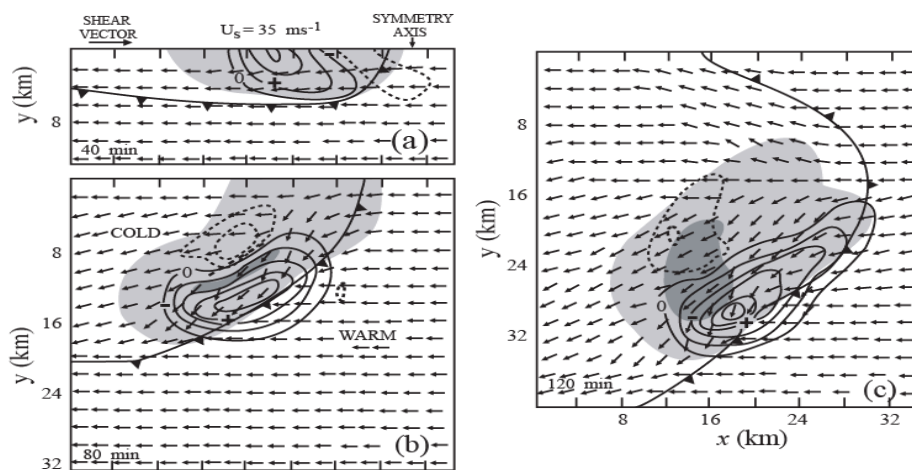 SHEAR
VECTOR
U_s = 35 ms⁻¹
SYMMETRY
AXIS
y (km)
8
0
+
−
40 min
(a)
y (km)
8
16
24
32
COLD
0
−
+
WARM
80 min
(b)
y (km)
8
16
24
32
0
−
+
120 min
(c)
8
16
24
32
x (km)